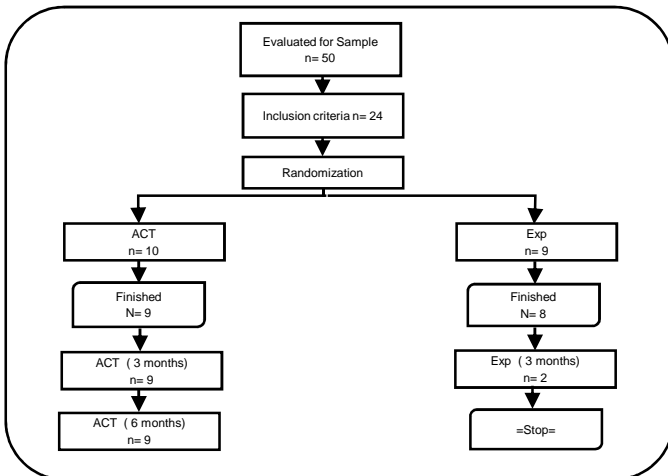 Evaluated for Sample
n= 50
Inclusion criteria n= 24
Randomization
ACT
n= 10
Exp
n= 9
Finished
N= 9
Finished
N= 8
ACT ( 3 months)
n= 9
Exp ( 3 months)
n= 2
ACT ( 6 months)
n= 9
=Stop=